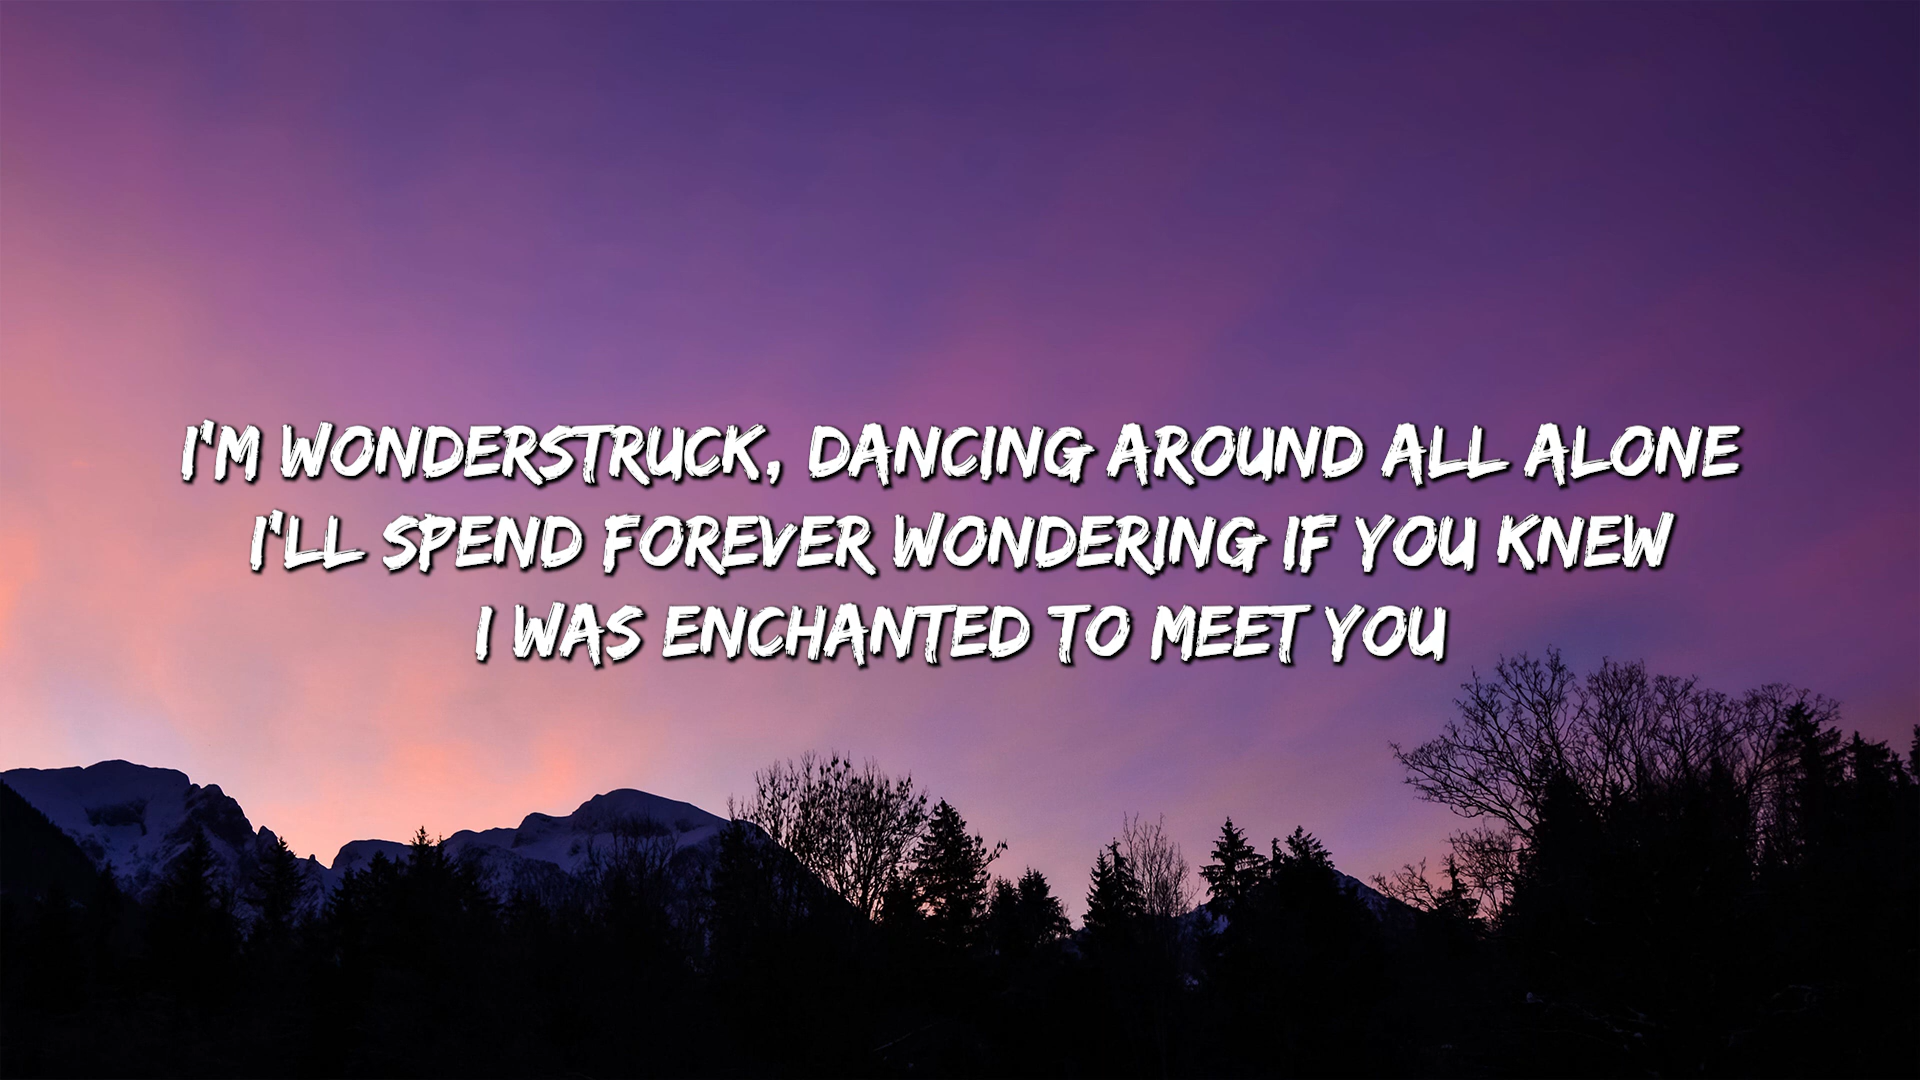 I'M WONDERSTRUCK, DANCING AROUND ALL ALONE
I'LL SPEND FOREVER WONDERING IF YOU KNEW
I WAS ENCHANTED TO MEET YOU